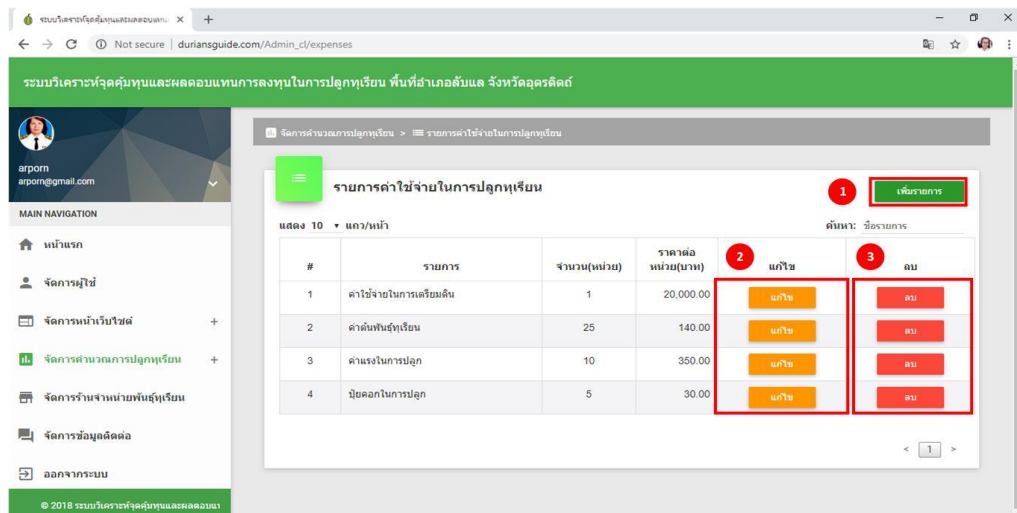 ระบบวิเคราะห์จุดคุ้มทุนและผลตอบแทน
Not secure | duriansguide.com/Admin_cl/expenses
ระบบวิเคราะห์จุดคุ้มทุนและผลตอบแทนการลงทุนในการปลูกทุเรียน พื้นที่อำเภอลับแล จังหวัดอุตรดิตถ์
จัดการคำนวณการปลูกทุเรียน > รายการค่าใช้จ่ายในการปลูกทุเรียน
arporn
arporn@gmail.com
MAIN NAVIGATION
หน้าแรก
จัดการผู้ใช้
จัดการหน้าเว็บไซต์ +
จัดการคำนวณการปลูกทุเรียน +
จัดการร้านจำหน่ายพันธุ์ทุเรียน
จัดการข้อมูลติดต่อ
ออกจากระบบ
© 2018 ระบบวิเคราะห์จุดคุ้มทุนและผลตอบแา
รายการค่าใช้จ่ายในการปลูกทุเรียน
1 เพิ่มรายการ
แสดง 10 แถว/หน้า ค้นหา: ชื่อรายการ
# รายการ จำนวน(หน่วย) ราคาต่อหน่วย(บาท) 2 แก้ไข 3 ลบ
1 ค่าใช้จ่ายในการเตรียมดิน 1 20,000.00 แก้ไข ลบ
2 ค่าต้นพันธุ์ทุเรียน 25 140.00 แก้ไข ลบ
3 ค่าแรงในการปลูก 10 350.00 แก้ไข ลบ
4 ปุ๋ยคอกในการปลูก 5 30.00 แก้ไข ลบ
< 1 >